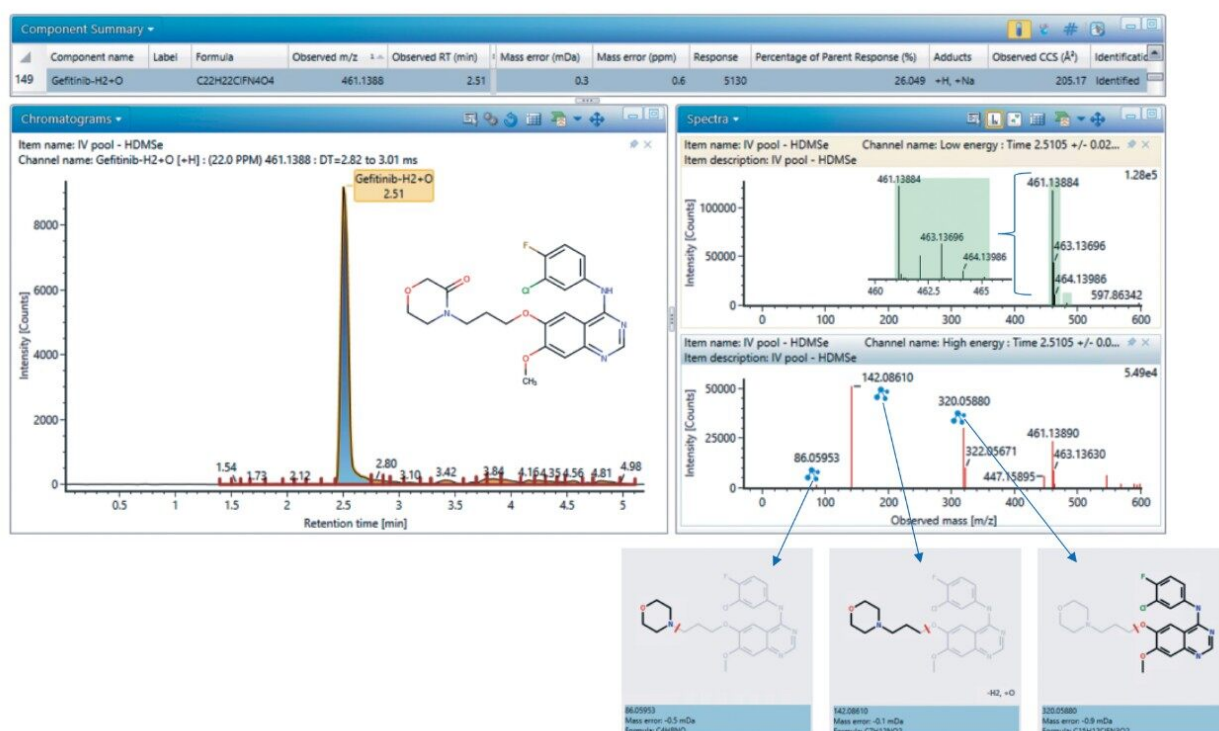 Component Summary
Component name Label Formula Observed m/z Observed RT (min) Mass error (mDa) Mass error (ppm) Response Percentage of Parent Response (%) Adducts Observed CCS (Å²)
149 Gefitinib-H2+O C22H22ClFN4O4 461.1388 2.51 0.3 0.6 5130 26.049 +H, +Na 205.17 Identified
Chromatograms
Item name: IV pool - HDMSe
Channel name: Gefitinib-H2+O [+H] : (22.0 PPM) 461.1388 : DT=2.82 to 3.01 ms
Gefitinib-H2+O
2.51
8000
6000
4000
2000
0
Intensity [Counts]
F
Cl
NH
O
O
N
O
N
N
O
CH₃
1.54 1.73 2.12 2.80 3.10 3.42 3.84 4.16 4.35 4.56 4.81 4.98
0.5 1 1.5 2 2.5 3 3.5 4 4.5 5
Retention time [min]
Spectra
Item name: IV pool - HDMSe Channel name: Low energy : Time 2.5105 +/- 0.02...
Item description: IV pool - HDMSe
1.28e5
461.13884
463.13696
464.13986
460 462.5 465
461.13884
463.13696
464.13986
597.86342
100000
50000
0
Intensity [Counts]
0 100 200 300 400 500 600
Item name: IV pool - HDMSe Channel name: High energy : Time 2.5105 +/- 0.0...
Item description: IV pool - HDMSe
5.49e4
142.08610
320.05880
86.05953
322.05671
461.13890
463.13630
447.15895
50000
25000
0
Intensity [Counts]
0 100 200 300 400 500 600
Observed mass [m/z]
F
Cl
N
O
N
O
N
N
O
86.05953
Mass error: -0.5 mDa
F
Cl
N
O
N
O
N
N
O
-H2, +O
142.08610
Mass error: -0.1 mDa
F
Cl
N
O
N
O
N
N
O
320.05880
Mass error: -0.9 mDa